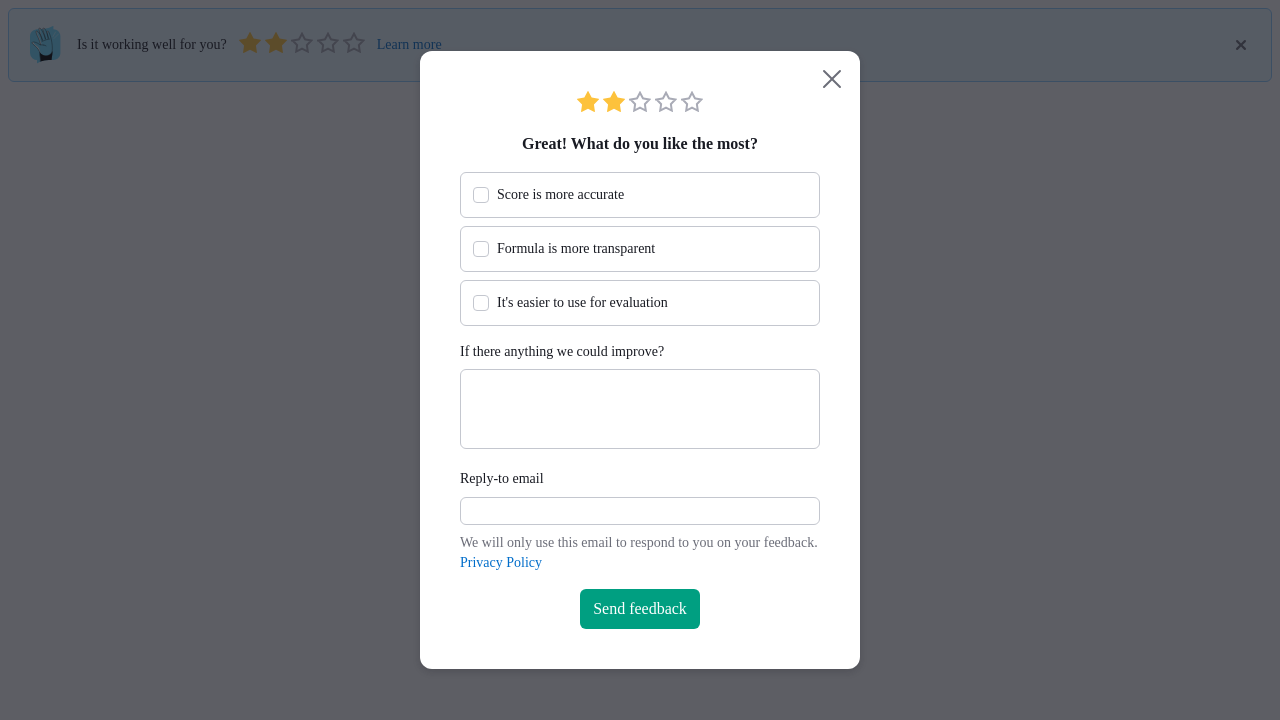 Is it working well for you?
Learn more
Great! What do you like the most?
Score is more accurate
Formula is more transparent
It's easier to use for evaluation
If there anything we could improve?
Reply-to email
We will only use this email to respond to you on your feedback.
Privacy Policy
Send feedback